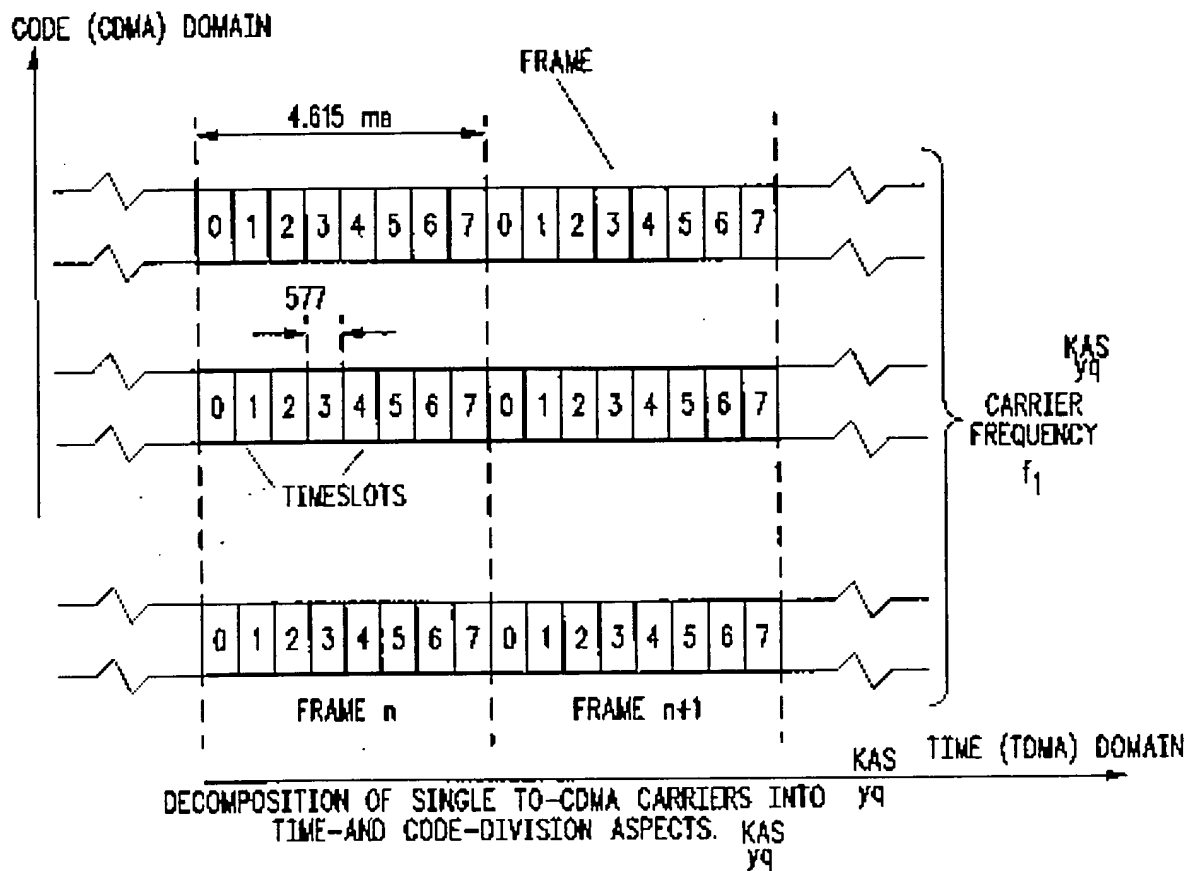 CODE (CDMA) DOMAIN
FRAME
4.615 ms
0 1 2 3 4 5 6 7 0 1 2 3 4 5 6 7
577
0 1 2 3 4 5 6 7 0 1 2 3 4 5 6 7
KAS
yq
CARRIER
FREQUENCY
f1
TIMESLOTS
0 1 2 3 4 5 6 7 0 1 2 3 4 5 6 7
FRAME n FRAME n+1
TIME (TDMA) DOMAIN
KAS
yq
DECOMPOSITION OF SINGLE TO-CDMA CARRIERS INTO
TIME-AND CODE-DIVISION ASPECTS.
KAS
yq